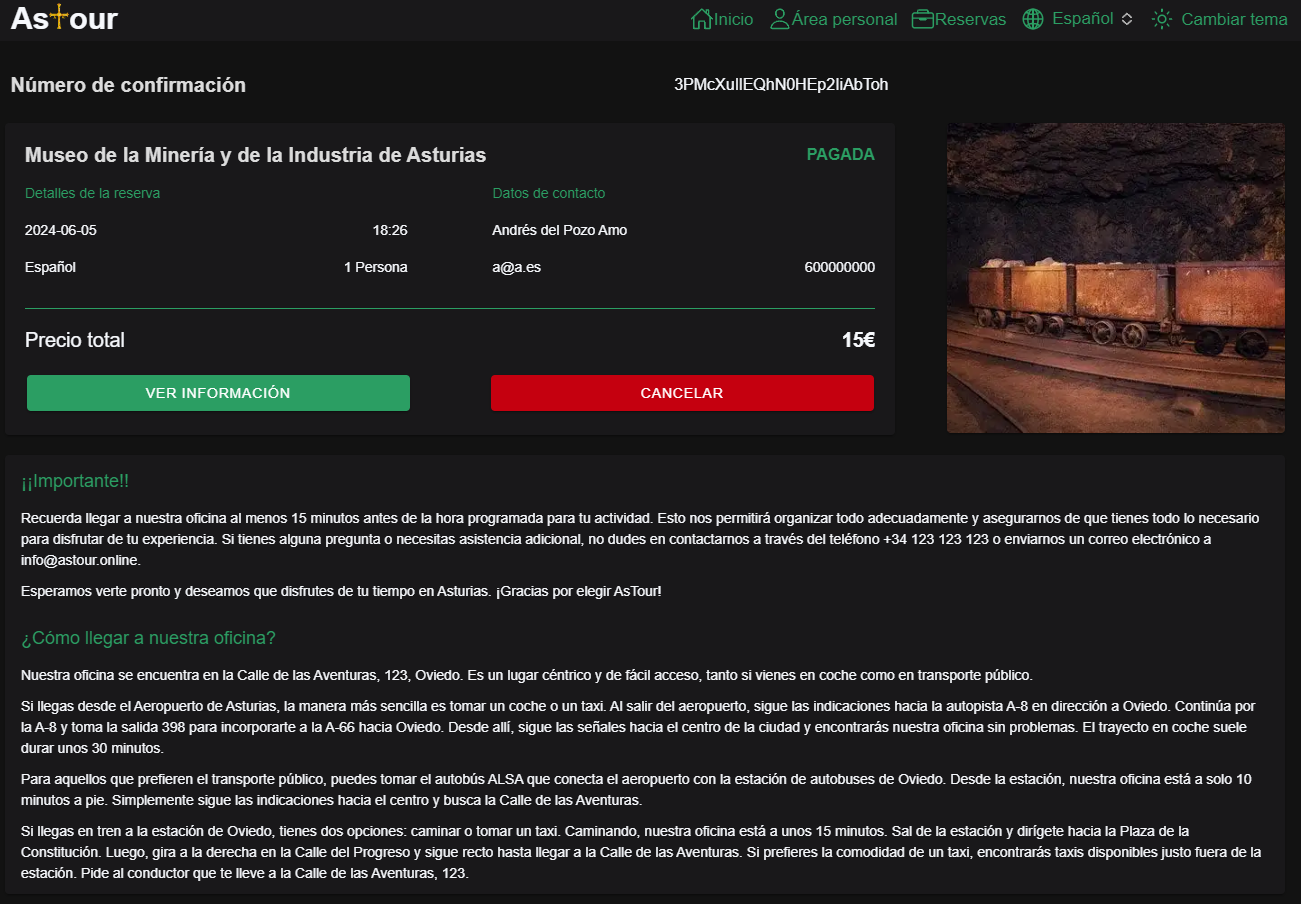 AsTour
Inicio
Área personal
Reservas
Español
Cambiar tema
Número de confirmación
3PMcXullEQhN0HEp2liAbToh
Museo de la Minería y de la Industria de Asturias
PAGADA
Detalles de la reserva
Datos de contacto
2024-06-05
18:26
Andrés del Pozo Amo
Español
1 Persona
a@a.es
600000000
Precio total
15€
VER INFORMACIÓN
CANCELAR
¡¡Importante!!
Recuerda llegar a nuestra oficina al menos 15 minutos antes de la hora programada para tu actividad. Esto nos permitirá organizar todo adecuadamente y asegurarnos de que tienes todo lo necesario
para disfrutar de tu experiencia. Si tienes alguna pregunta o necesitas asistencia adicional, no dudes en contactarnos a través del teléfono +34 123 123 123 o enviarnos un correo electrónico a
info@astour.online.
Esperamos verte pronto y deseamos que disfrutes de tu tiempo en Asturias. ¡Gracias por elegir AsTour!
¿Cómo llegar a nuestra oficina?
Nuestra oficina se encuentra en la Calle de las Aventuras, 123, Oviedo. Es un lugar céntrico y de fácil acceso, tanto si vienes en coche como en transporte público.
Si llegas desde el Aeropuerto de Asturias, la manera más sencilla es tomar un coche o un taxi. Al salir del aeropuerto, sigue las indicaciones hacia la autopista A-8 en dirección a Oviedo. Continúa por
la A-8 y toma la salida 398 para incorporarte a la A-66 hacia Oviedo. Desde allí, sigue las señales hacia el centro de la ciudad y encontrarás nuestra oficina sin problemas. El trayecto en coche suele
durar unos 30 minutos.
Para aquellos que prefieren el transporte público, puedes tomar el autobús ALSA que conecta el aeropuerto con la estación de autobuses de Oviedo. Desde la estación, nuestra oficina está a solo 10
minutos a pie. Simplemente sigue las indicaciones hacia el centro y busca la Calle de las Aventuras.
Si llegas en tren a la estación de Oviedo, tienes dos opciones: caminar o tomar un taxi. Caminando, nuestra oficina está a unos 15 minutos. Sal de la estación y dirígete hacia la Plaza de la
Constitución. Luego, gira a la derecha en la Calle del Progreso y sigue recto hasta llegar a la Calle de las Aventuras. Si prefieres la comodidad de un taxi, encontrarás taxis disponibles justo fuera de la
estación. Pide al conductor que te lleve a la Calle de las Aventuras, 123.